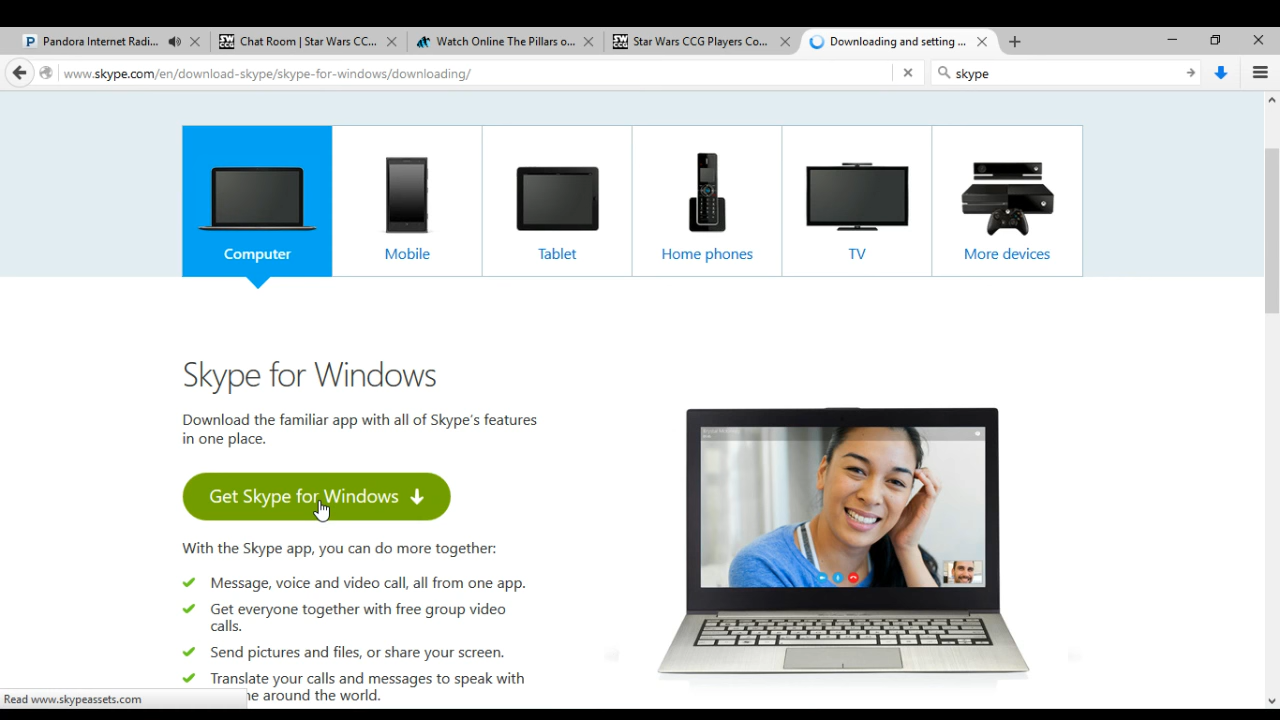 Pandora Internet Radi...
Chat Room | Star Wars CC...
Watch Online The Pillars o...
Star Wars CCG Players Co...
Downloading and setting ...
www.skype.com/en/download-skype/skype-for-windows/downloading/
skype
Computer
Mobile
Tablet
Home phones
TV
More devices
Skype for Windows
Download the familiar app with all of Skype's features
in one place.
Get Skype for Windows
With the Skype app, you can do more together:
Message, voice and video call, all from one app.
Get everyone together with free group video
calls.
Send pictures and files, or share your screen.
Translate your calls and messages to speak with
ne around the world.
Read www.skypeassets.com